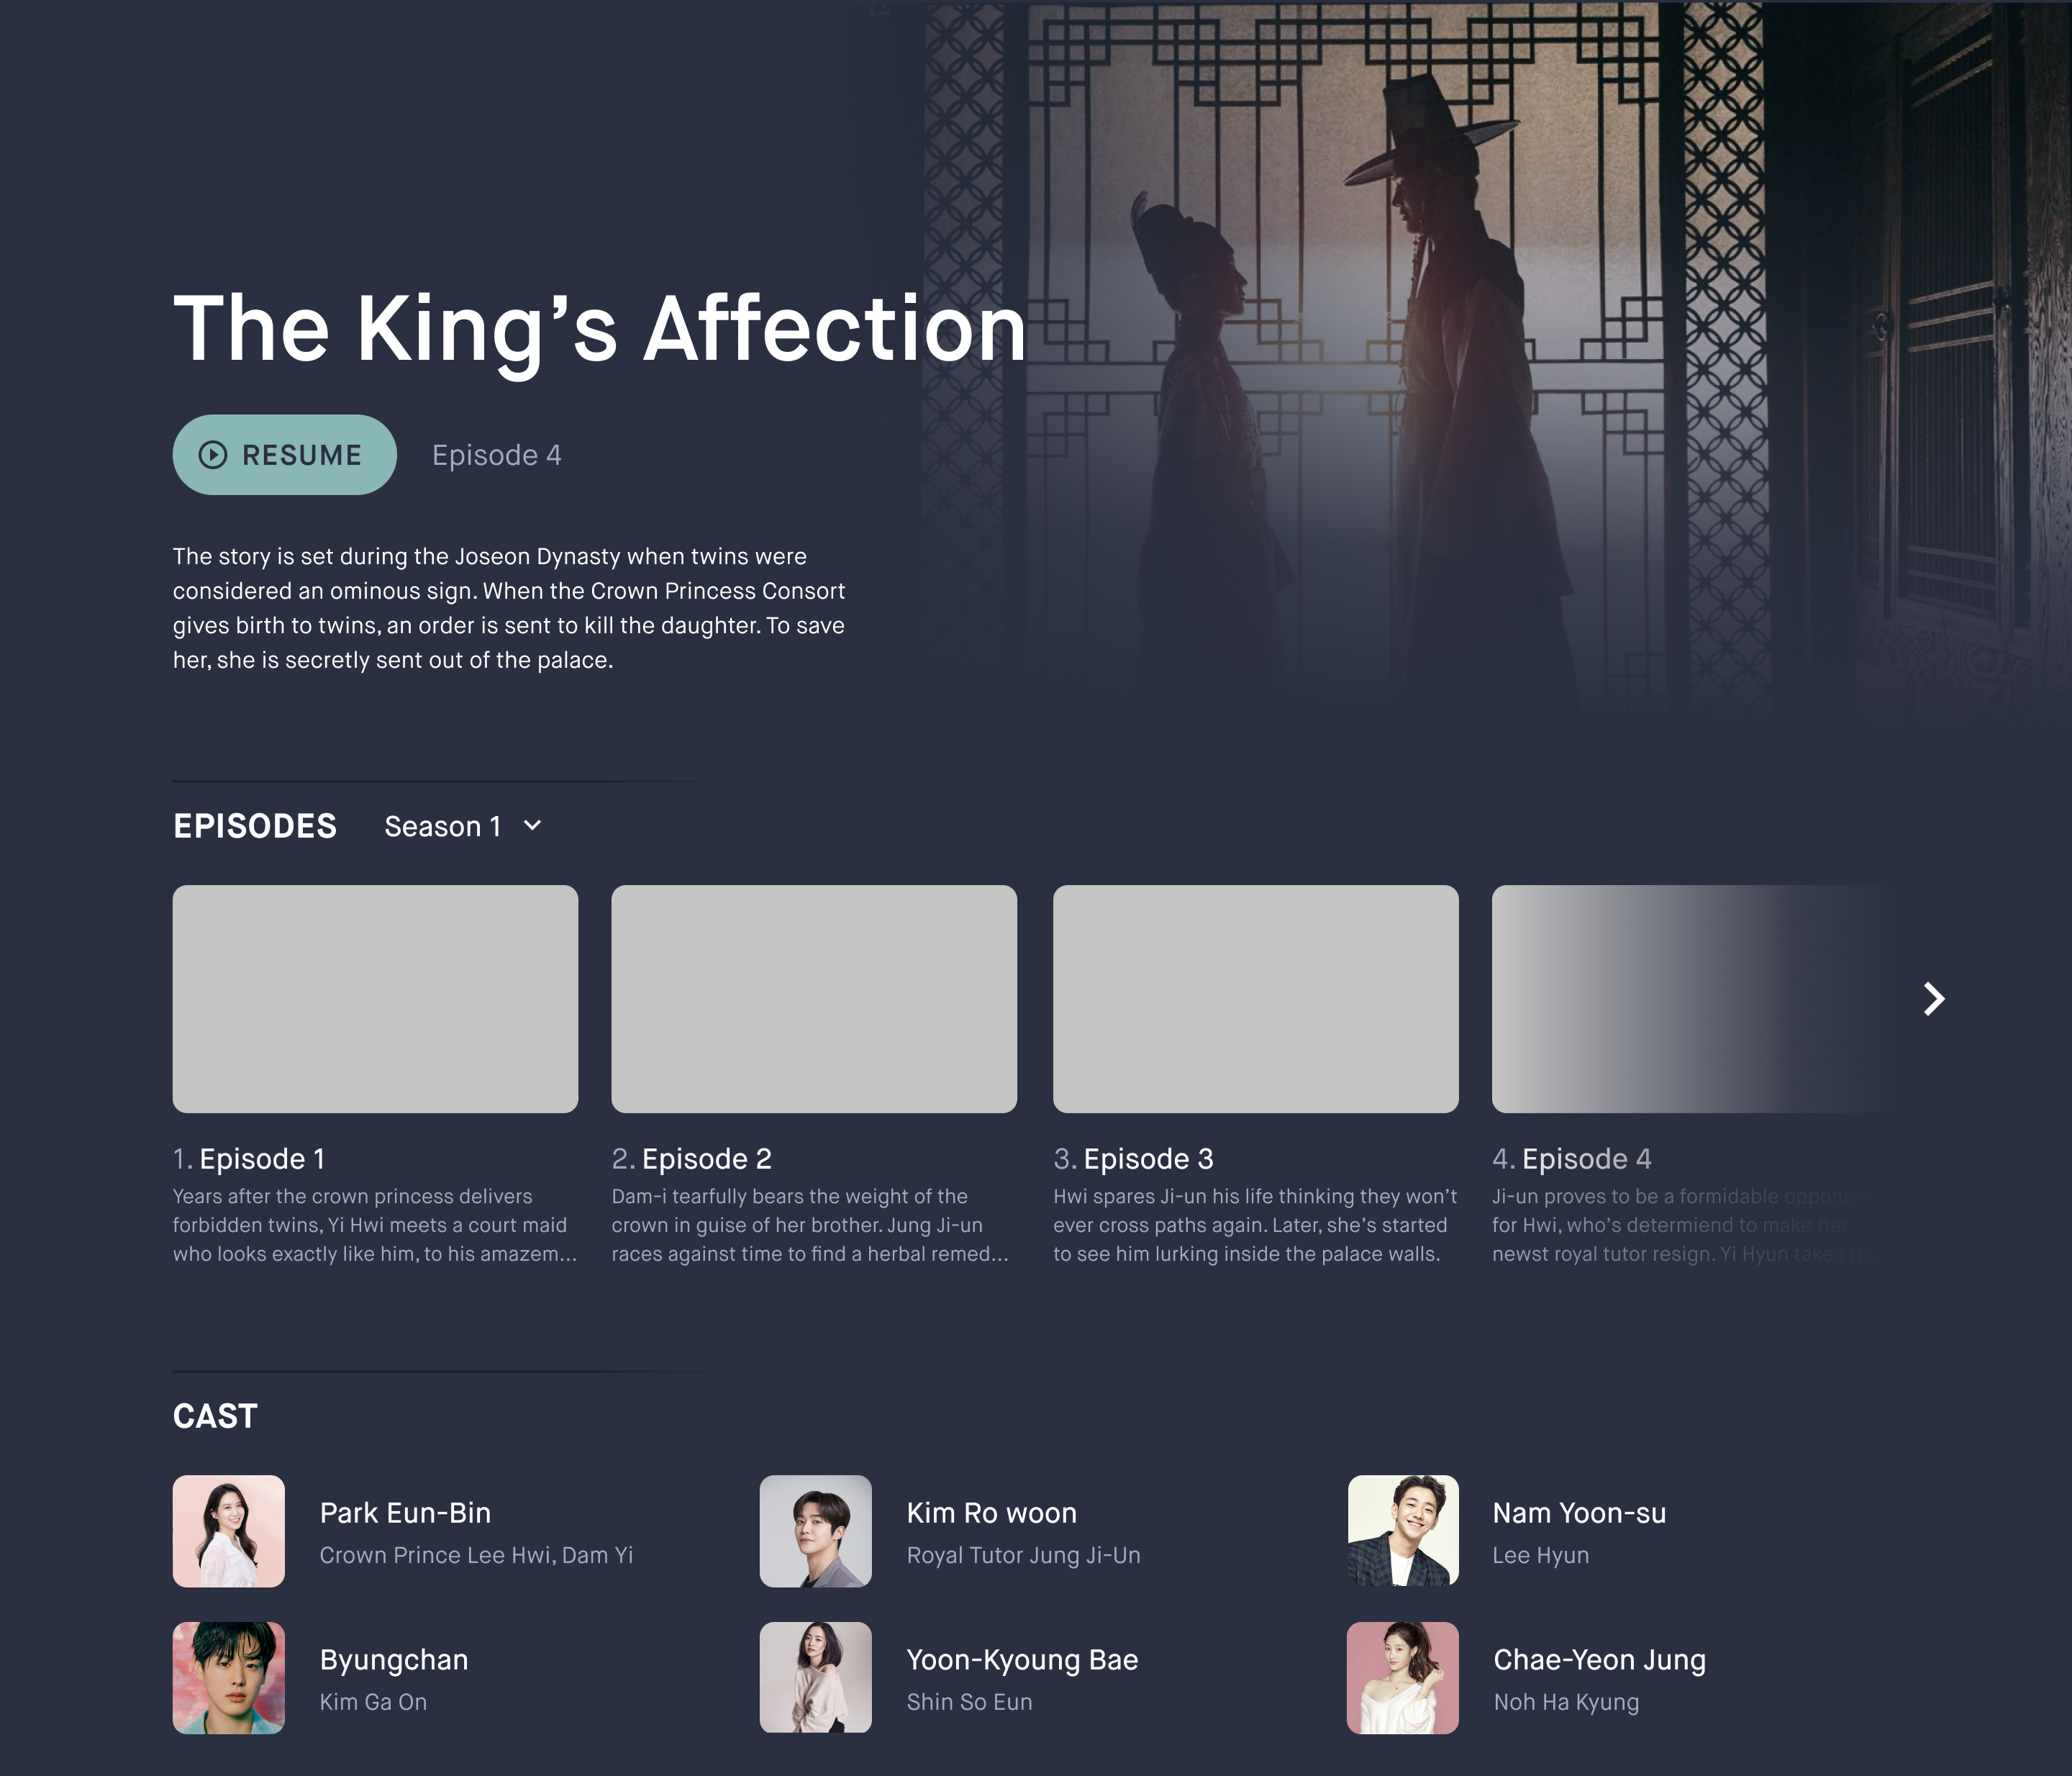 The King’s Affection
RESUME
Episode 4
The story is set during the Joseon Dynasty when twins were
considered an ominous sign. When the Crown Princess Consort
gives birth to twins, an order is sent to kill the daughter. To save
her, she is secretly sent out of the palace.
EPISODES
Season 1
1. Episode 1
Years after the crown princess delivers
forbidden twins, Yi Hwi meets a court maid
who looks exactly like him, to his amazem...
2. Episode 2
Dam-i tearfully bears the weight of the
crown in guise of her brother. Jung Ji-un
races against time to find a herbal remed...
3. Episode 3
Hwi spares Ji-un his life thinking they won’t
ever cross paths again. Later, she’s started
to see him lurking inside the palace walls.
4. Episode 4
Ji-un proves to be a formidable opponent
for Hwi, who’s determiend to make her
newst royal tutor resign. Yi Hyun takes
CAST
Park Eun-Bin
Crown Prince Lee Hwi, Dam Yi
Kim Ro woon
Royal Tutor Jung Ji-Un
Nam Yoon-su
Lee Hyun
Byungchan
Kim Ga On
Yoon-Kyoung Bae
Shin So Eun
Chae-Yeon Jung
Noh Ha Kyung